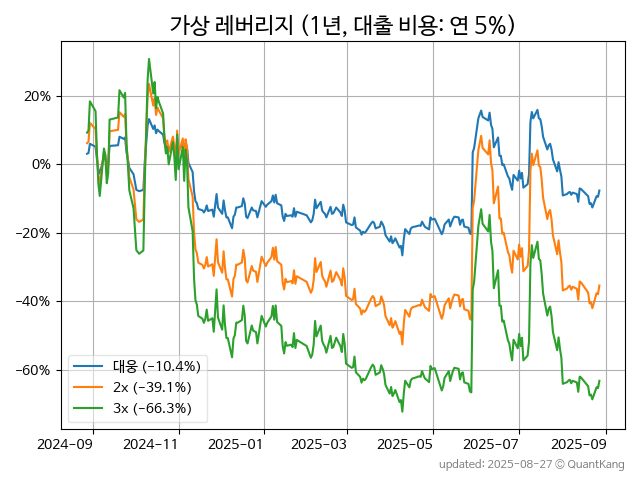 가상 레버리지 (1년, 대출 비용: 연 5%)
20%
0%
−20%
−40%
−60%
대웅 (−10.4%)
2x (−39.1%)
3x (−66.3%)
2024-09 2024-11 2025-01 2025-03 2025-05 2025-07 2025-09
updated: 2025-08-27 © QuantKang